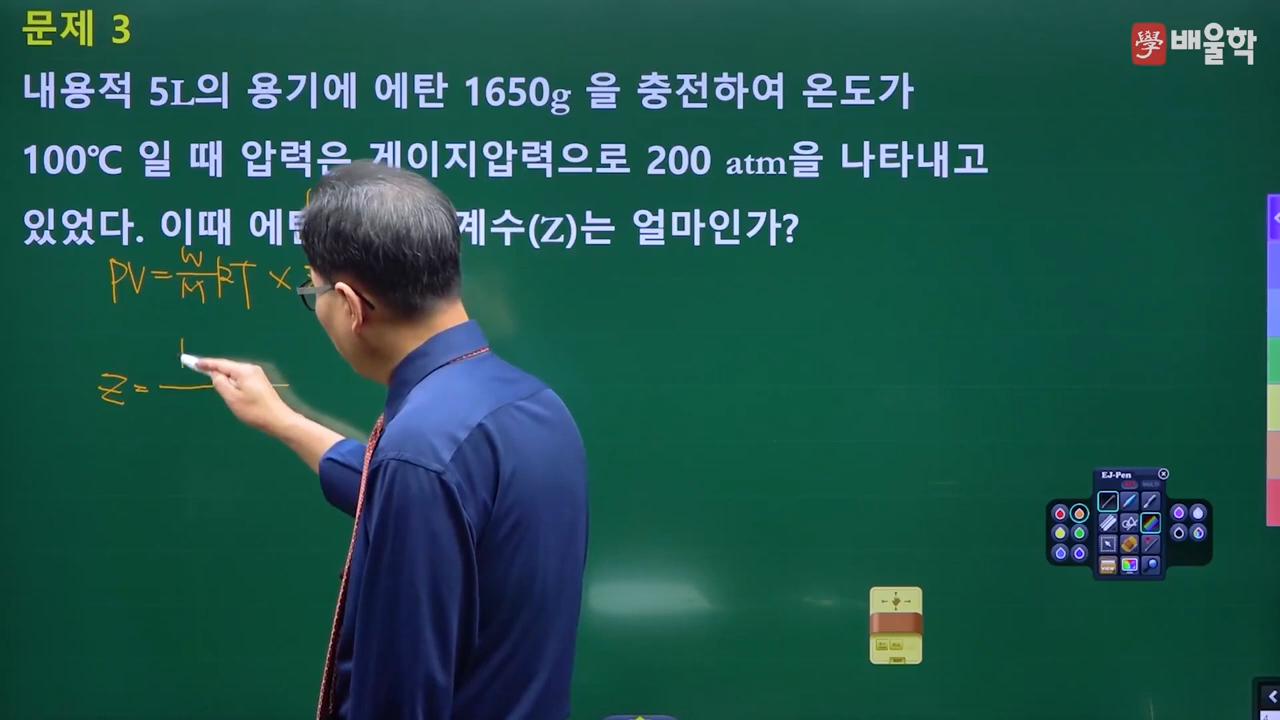 문제 3
學 배울학
내용적 5L의 용기에 에탄 1650g 을 충전하여 온도가
100℃ 일 때 압력은 게이지압력으로 200 atm을 나타내고
있었다. 이때 에탄 계수(Z)는 얼마인가?
PV = W/M RT ×
Z =
EJ-Pen